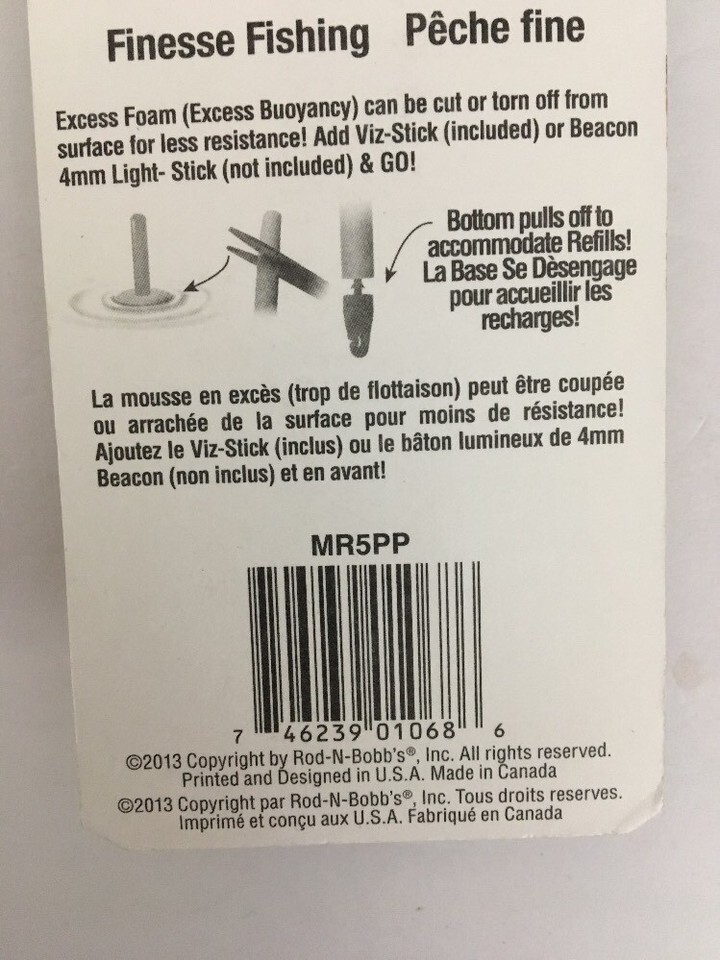 Finesse Fishing Pêche fine
Excess Foam (Excess Buoyancy) can be cut or torn off from
surface for less resistance! Add Viz-Stick (included) or Beacon
4mm Light- Stick (not included) & GO!
Bottom pulls off to
accommodate Refills!
La Base Se Dèsengage
pour accueillir les
recharges!
La mousse en excès (trop de flottaison) peut être coupée
ou arrachée de la surface pour moins de résistance!
Ajoutez le Viz-Stick (inclus) ou le bâton lumineux de 4mm
Beacon (non inclus) et en avant!
MR5PP
7 46239 01068 6
©2013 Copyright by Rod-N-Bobb's®, Inc. All rights reserved.
Printed and Designed in U.S.A. Made in Canada
©2013 Copyright par Rod-N-Bobb's®, Inc. Tous droits reserves.
Imprimé et conçu aux U.S.A. Fabriqué en Canada